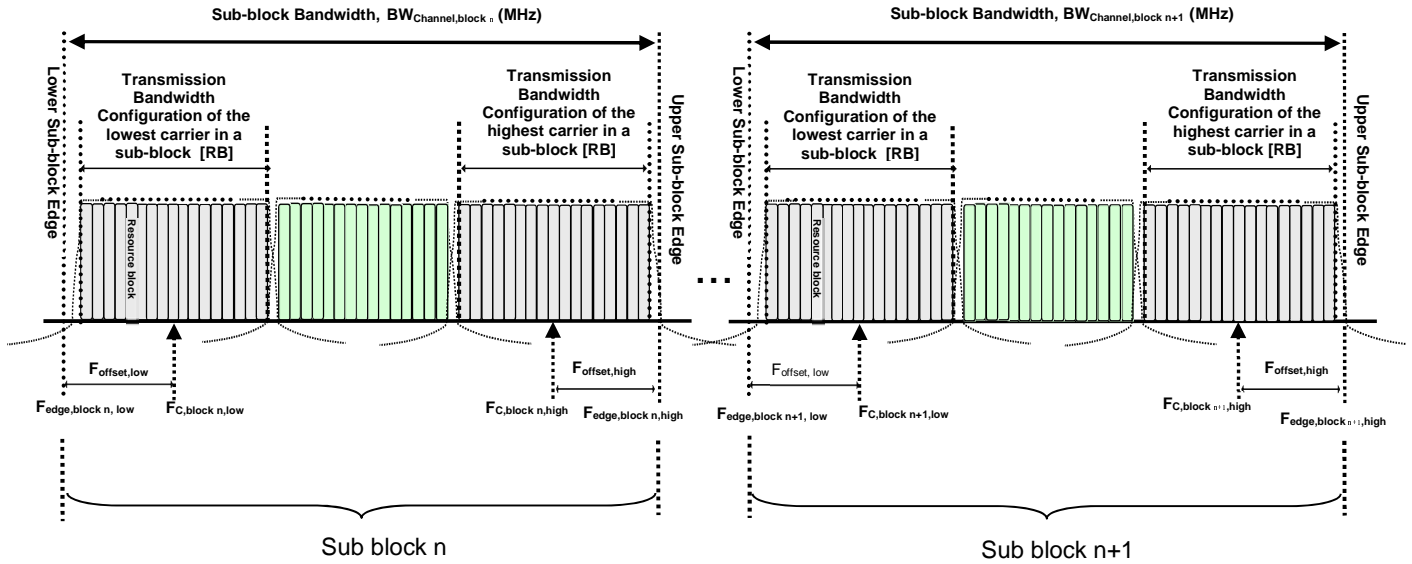 Sub-block Bandwidth, BWChannel,block n (MHz)
Sub-block Bandwidth, BWChannel,block n+1 (MHz)
Lower Sub-block Edge
Transmission
Bandwidth
Configuration of the
lowest carrier in a
sub-block [RB]
Transmission
Bandwidth
Configuration of the
highest carrier in a
sub-block [RB]
Upper Sub-block Edge
Lower Sub-block Edge
Transmission
Bandwidth
Configuration of the
lowest carrier in a
sub-block [RB]
Transmission
Bandwidth
Configuration of the
highest carrier in a
sub-block [RB]
Upper Sub-block Edge
Resource block
...
Resource block
Foffset,low
Foffset,high
Foffset, low
Foffset,high
Fedge,block n, low
FC,block n,low
FC,block n,high
Fedge,block n,high
Fedge,block n+1, low
FC,block n+1,low
FC,block n+1,high
Fedge,block n+1,high
Sub block n
Sub block n+1